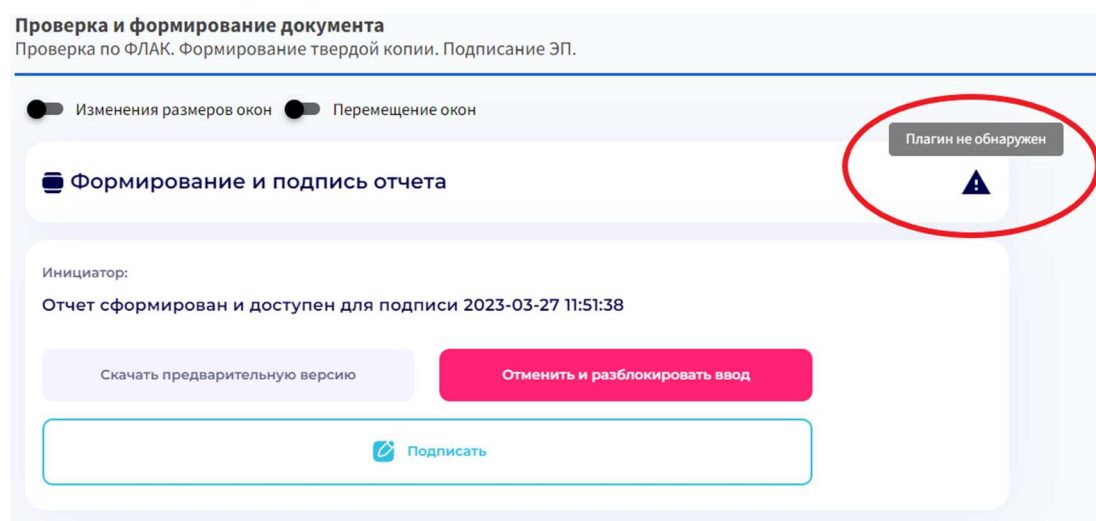 Проверка и формирование документа
Проверка по ФЛАК. Формирование твердой копии. Подписание ЭП.
Изменения размеров окон Перемещение окон
Плагин не обнаружен
Формирование и подпись отчета
Инициатор:
Отчет сформирован и доступен для подписи 2023-03-27 11:51:38
Скачать предварительную версию Отменить и разблокировать ввод
Подписать